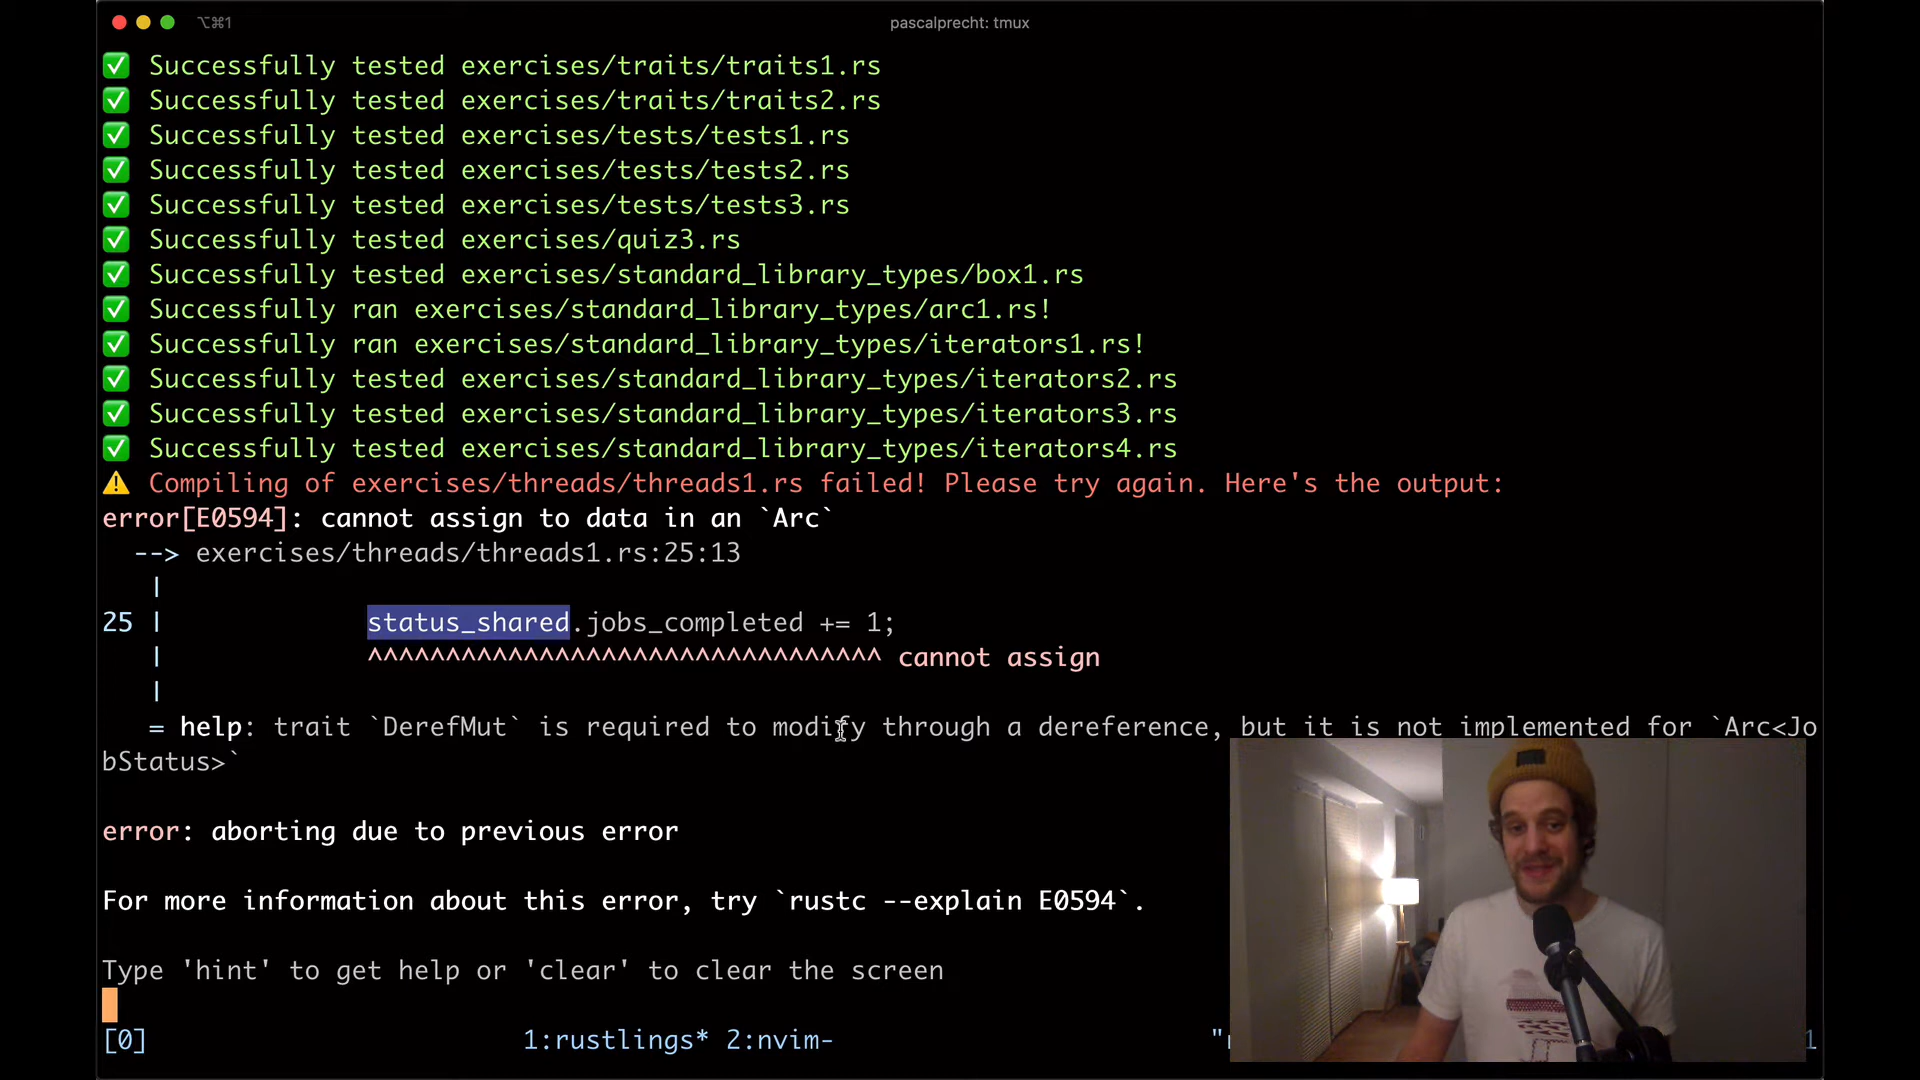 ⌥⌘1
pascalprecht: tmux
✅ Successfully tested exercises/traits/traits1.rs
✅ Successfully tested exercises/traits/traits2.rs
✅ Successfully tested exercises/tests/tests1.rs
✅ Successfully tested exercises/tests/tests2.rs
✅ Successfully tested exercises/tests/tests3.rs
✅ Successfully tested exercises/quiz3.rs
✅ Successfully tested exercises/standard_library_types/box1.rs
✅ Successfully ran exercises/standard_library_types/arc1.rs!
✅ Successfully ran exercises/standard_library_types/iterators1.rs!
✅ Successfully tested exercises/standard_library_types/iterators2.rs
✅ Successfully tested exercises/standard_library_types/iterators3.rs
✅ Successfully tested exercises/standard_library_types/iterators4.rs
⚠️ Compiling of exercises/threads/threads1.rs failed! Please try again. Here's the output:
error[E0594]: cannot assign to data in an `Arc`
--> exercises/threads/threads1.rs:25:13
|
25 | status_shared.jobs_completed += 1;
| ^^^^^^^^^^^^^^^^^^^^^^^^^^^^^^^^^ cannot assign
|
= help: trait `DerefMut` is required to modify through a dereference, but it is not implemented for `Arc<Jo
bStatus>`
error: aborting due to previous error
For more information about this error, try `rustc --explain E0594`.
Type 'hint' to get help or 'clear' to clear the screen
[0] 1:rustlings* 2:nvim-